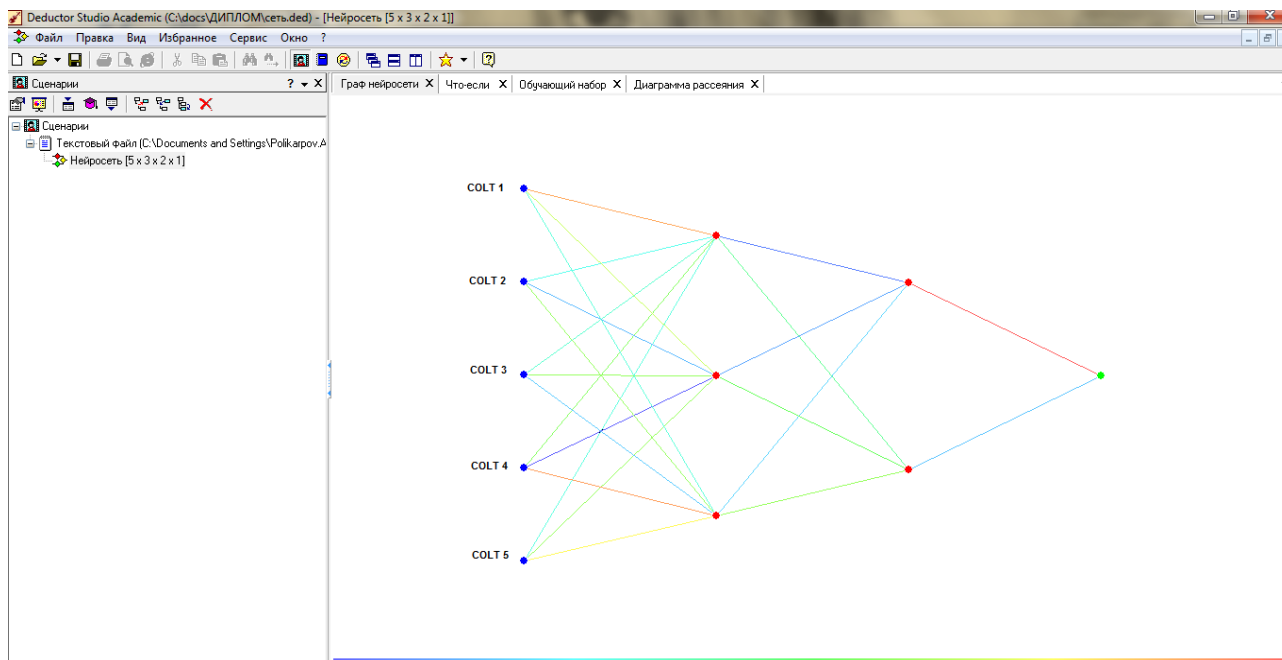 Deductor Studio Academic (C:\docs\ДИПЛОМ\сеть.ded) - [Нейросеть [5 x 3 x 2 x 1]]
Файл Правка Вид Избранное Сервис Окно ?
Сценарии ? X
Граф нейросети X Что-если X Обучающий набор X Диаграмма рассеяния X
Сценарии
Текстовый файл (C:\Documents and Settings\Polikarpov.A
Нейросеть [5 x 3 x 2 x 1]
COLT 1
COLT 2
COLT 3
COLT 4
COLT 5